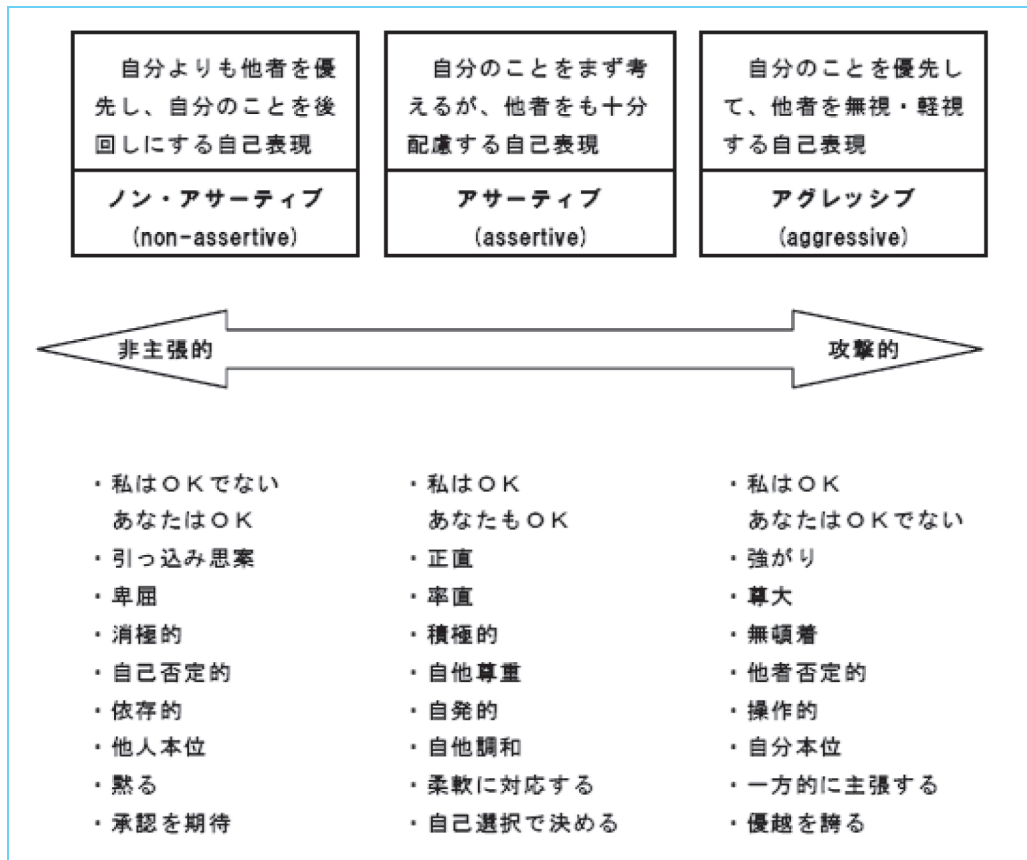 自分よりも他者を優
先し、自分のことを後
回しにする自己表現
ノン・アサーティブ
(non-assertive)
自分のことをまず考
えるが、他者をも十分
配慮する自己表現
アサーティブ
(assertive)
自分のことを優先し
て、他者を無視・軽視
する自己表現
アグレッシブ
(aggressive)
非主張的
攻撃的
・私はＯＫでない
あなたはＯＫ
・引っ込み思案
・卑屈
・消極的
・自己否定的
・依存的
・他人本位
・黙る
・承認を期待
・私はＯＫ
あなたもＯＫ
・正直
・率直
・積極的
・自他尊重
・自発的
・自他調和
・柔軟に対応する
・自己選択で決める
・私はＯＫ
あなたはＯＫでない
・強がり
・尊大
・無頓着
・他者否定的
・操作的
・自分本位
・一方的に主張する
・優越を誇る